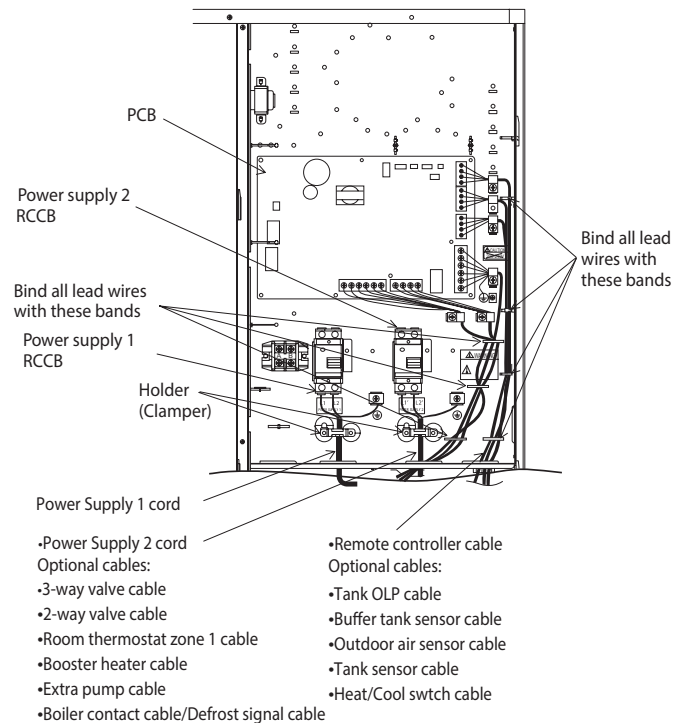 PCB
Power supply 2
RCCB
Bind all lead
wires with
these bands
Bind all lead wires
with these bands
Power supply 1
RCCB
Holder
(Clamper)
WARNING
Power Supply 1 cord
•Power Supply 2 cord
Optional cables:
•3-way valve cable
•2-way valve cable
•Room thermostat zone 1 cable
•Booster heater cable
•Extra pump cable
•Boiler contact cable/Defrost signal cable
•Remote controller cable
Optional cables:
•Tank OLP cable
•Buffer tank sensor cable
•Outdoor air sensor cable
•Tank sensor cable
•Heat/Cool swtch cable